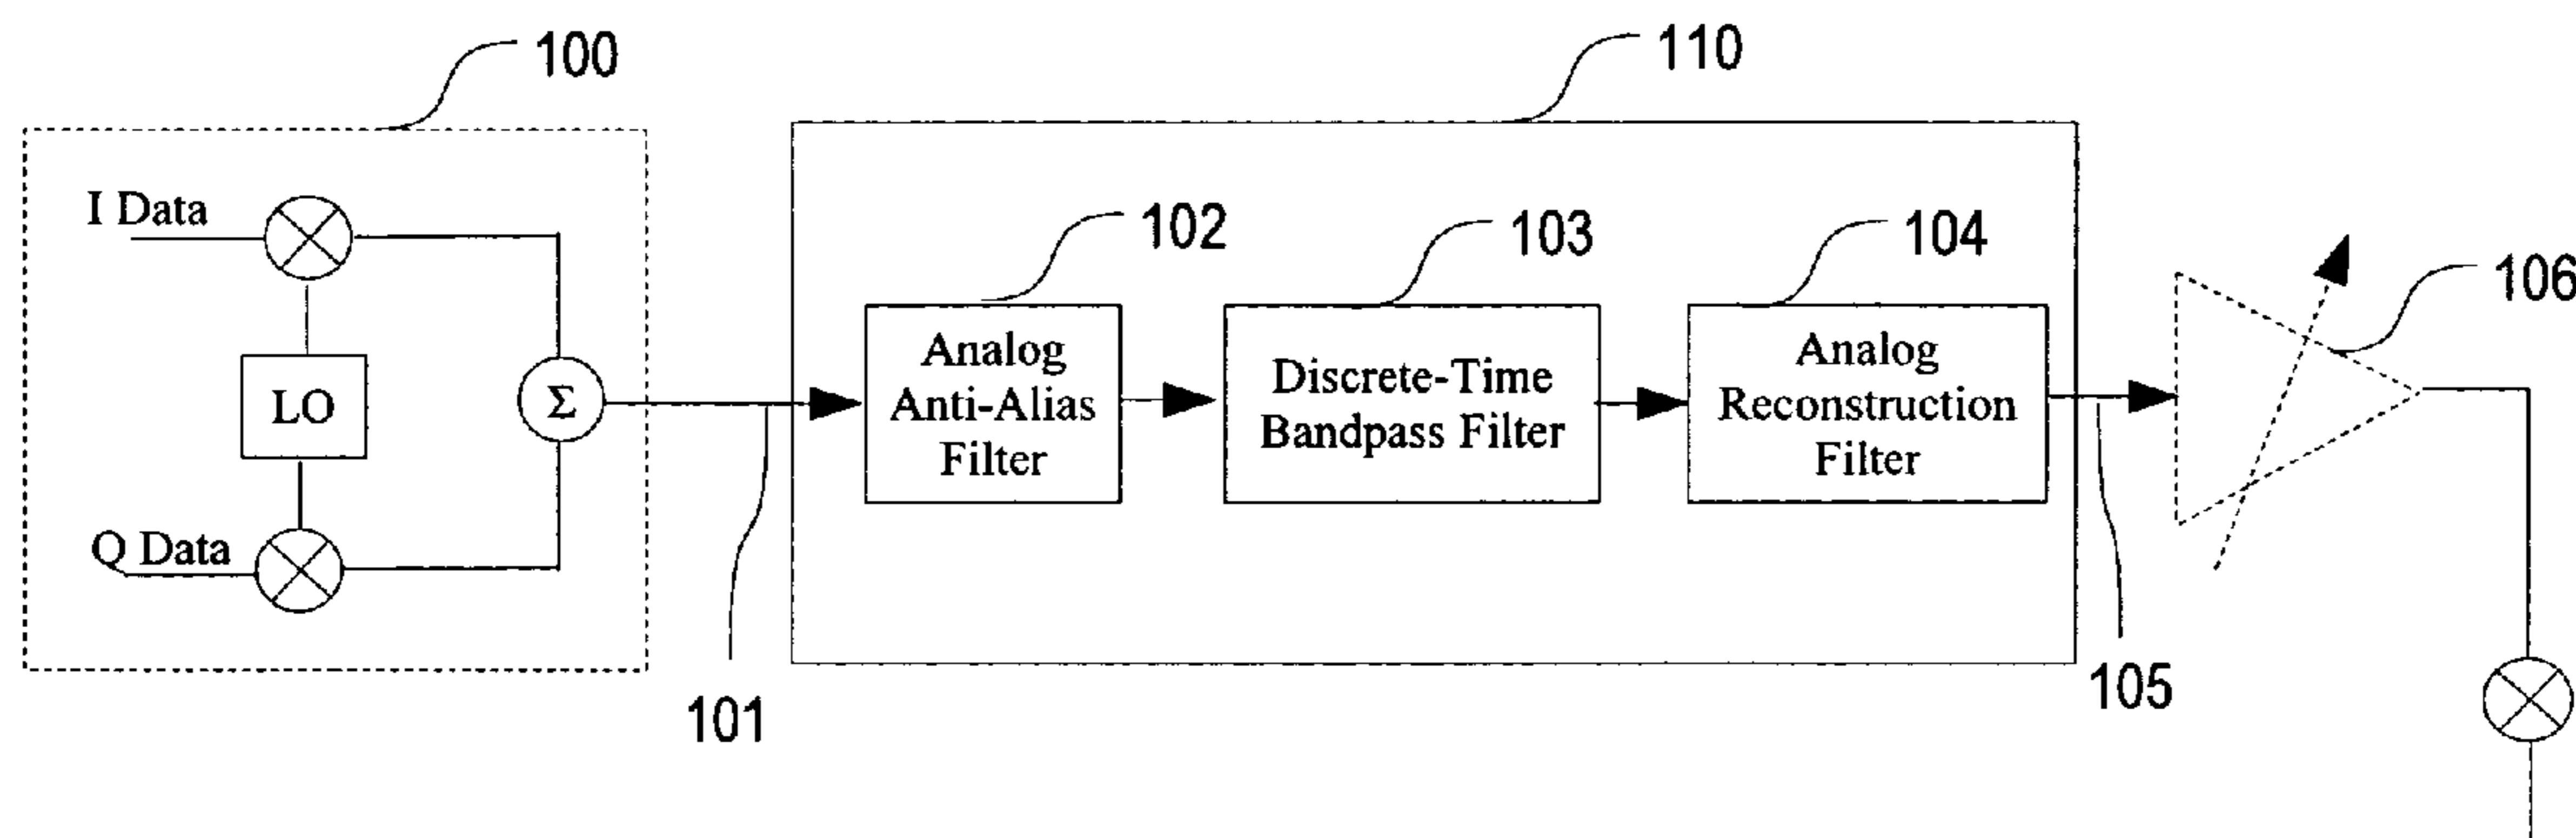 100
110
I Data
102
103
104
106
LO
Σ
Analog
Anti-Alias
Filter
Discrete-Time
Bandpass Filter
Analog
Reconstruction
Filter
Q Data
101
105